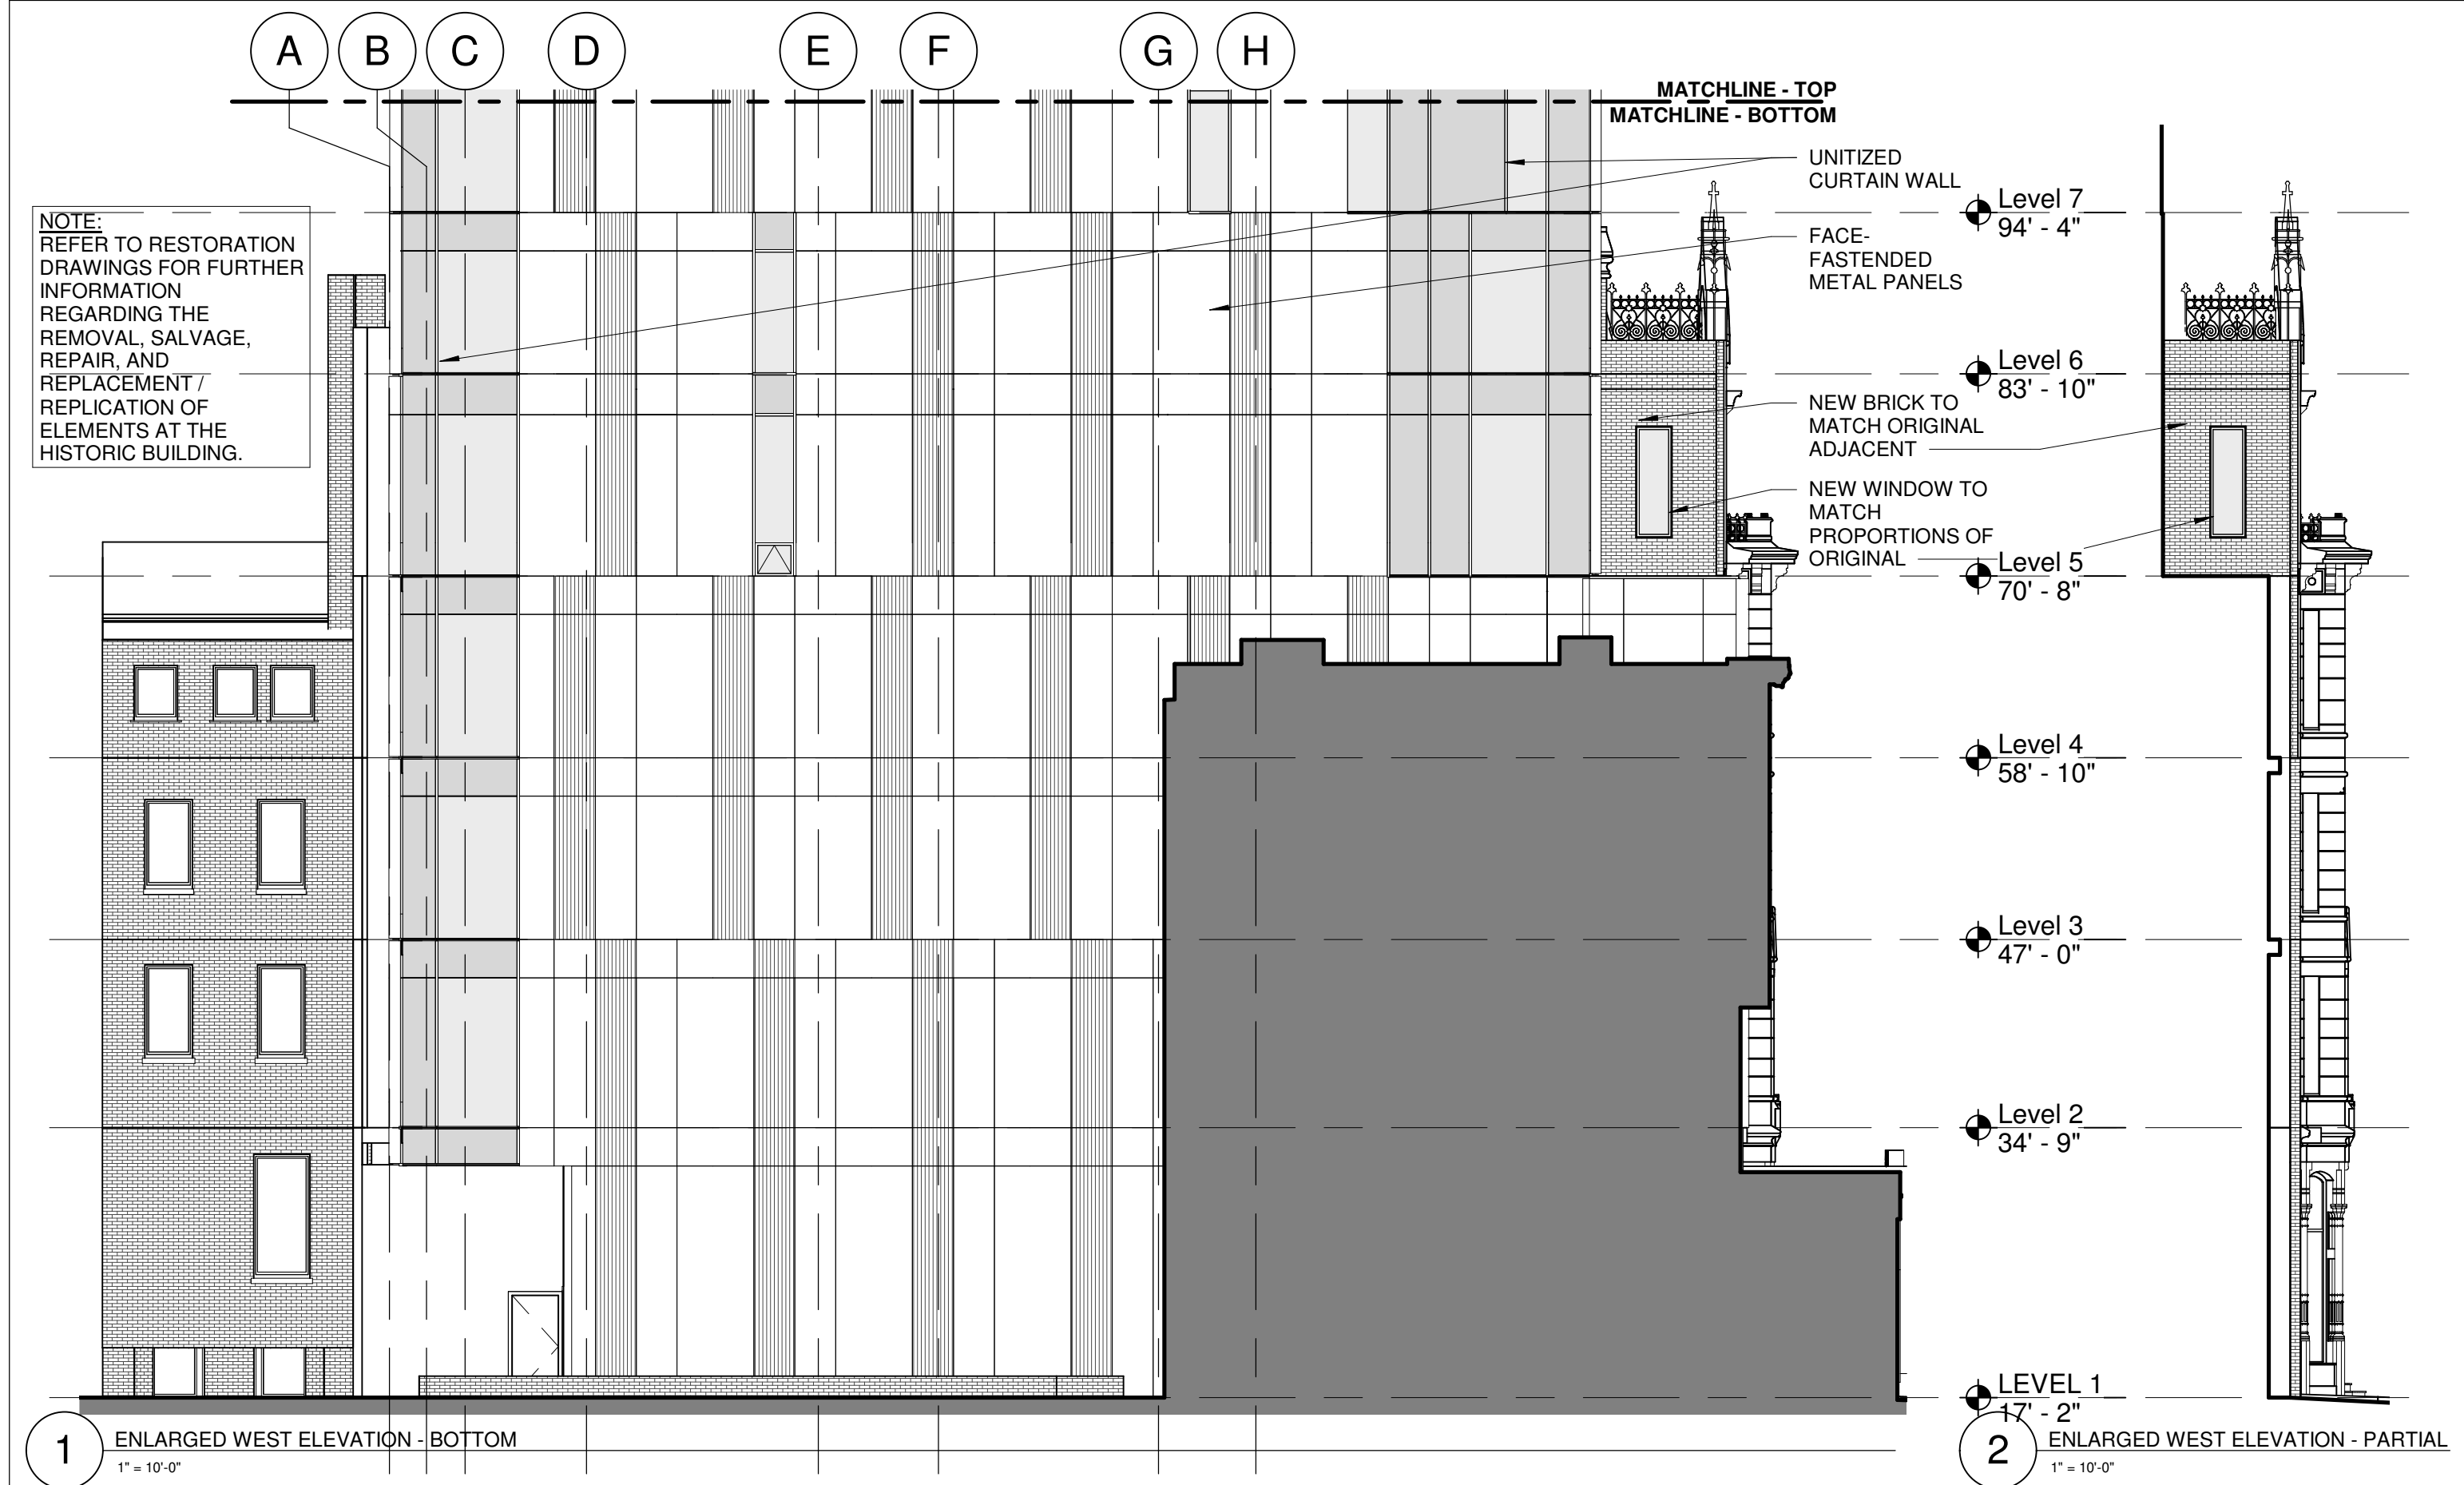 A B C D E F G H
MATCHLINE - TOP
MATCHLINE - BOTTOM
NOTE:
REFER TO RESTORATION
DRAWINGS FOR FURTHER
INFORMATION
REGARDING THE
REMOVAL, SALVAGE,
REPAIR, AND
REPLACEMENT /
REPLICATION OF
ELEMENTS AT THE
HISTORIC BUILDING.
UNITIZED
CURTAIN WALL
FACE-
FASTENDED
METAL PANELS
NEW BRICK TO
MATCH ORIGINAL
ADJACENT
NEW WINDOW TO
MATCH
PROPORTIONS OF
ORIGINAL
Level 7
94' - 4"
Level 6
83' - 10"
Level 5
70' - 8"
Level 4
58' - 10"
Level 3
47' - 0"
Level 2
34' - 9"
LEVEL 1
17' - 2"
1
ENLARGED WEST ELEVATION - BOTTOM
1" = 10'-0"
2
ENLARGED WEST ELEVATION - PARTIAL
1" = 10'-0"